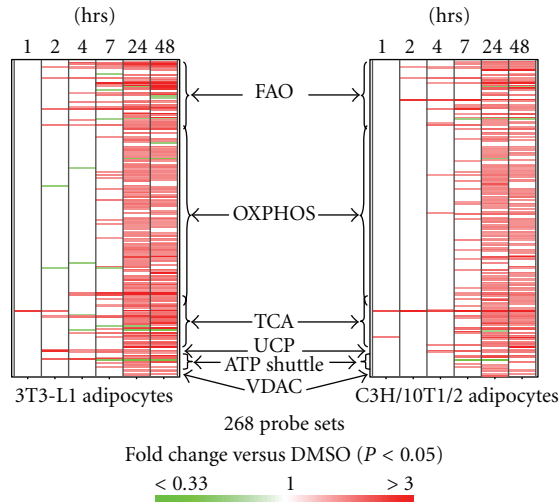 (hrs) (hrs)
1 2 4 7 24 48 1 2 4 7 24 48
FAO
OXPHOS
TCA
UCP
ATP shuttle
VDAC
3T3-L1 adipocytes C3H/10T1/2 adipocytes
268 probe sets
Fold change versus DMSO (P < 0.05)
< 0.33 1 > 3